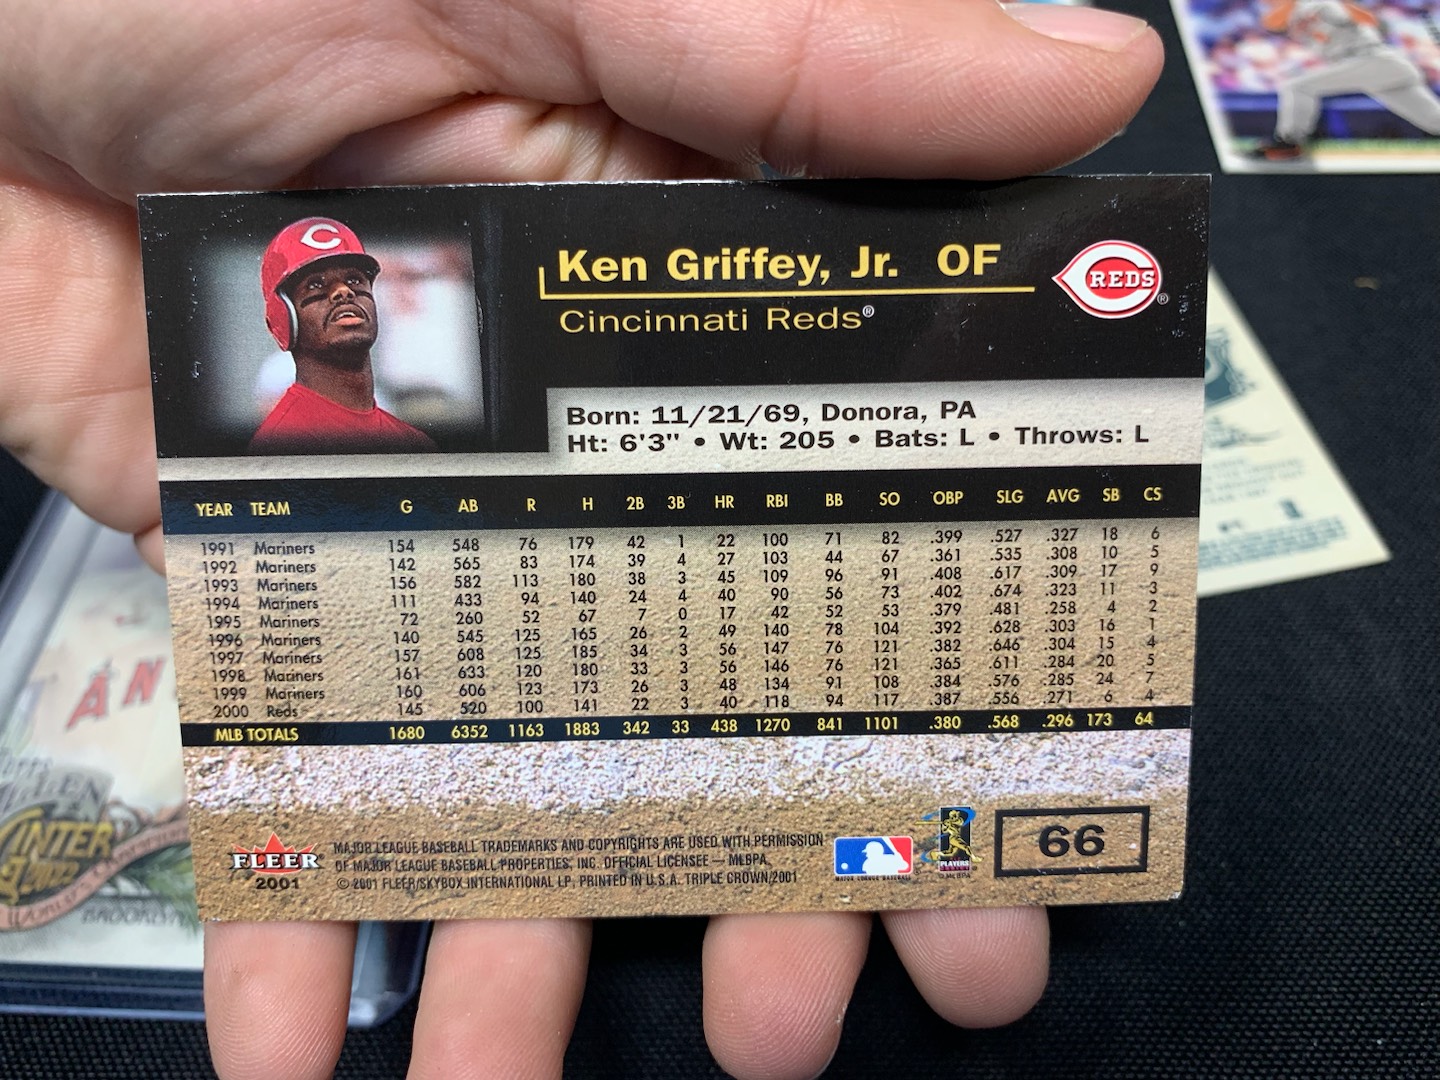 Ken Griffey, Jr. OF
REDS®
Cincinnati Reds®
Born: 11/21/69, Donora, PA
Ht: 6'3" • Wt: 205 • Bats: L • Throws: L
YEAR TEAM G AB R H 2B 3B HR RBI BB SO OBP SLG AVG SB CS
1991 Mariners 154 548 76 179 42 1 22 100 71 82 .399 .527 .327 18 6
1992 Mariners 142 565 83 174 39 4 27 103 44 67 .361 .535 .308 10 5
1993 Mariners 156 582 113 180 38 3 45 109 96 91 .408 .617 .309 17 9
1994 Mariners 111 433 94 140 24 4 40 90 56 73 .402 .674 .323 11 3
1995 Mariners 72 260 52 67 7 0 17 42 52 53 .379 .481 .258 4 2
1996 Mariners 140 545 125 165 26 2 49 140 78 104 .392 .628 .303 16 1
1997 Mariners 157 608 125 185 34 3 56 147 76 121 .382 .646 .304 15 4
1998 Mariners 161 633 120 180 33 3 56 146 76 121 .365 .611 .284 20 5
1999 Mariners 160 606 123 173 26 3 48 134 91 108 .384 .576 .285 24 7
2000 Reds 145 520 100 141 22 3 40 118 94 117 .387 .556 .271 6 4
MLB TOTALS 1680 6352 1163 1883 342 33 438 1270 841 1101 .380 .568 .296 173 64
FLEER
2001
MAJOR LEAGUE BASEBALL TRADEMARKS AND COPYRIGHTS ARE USED WITH PERMISSION
OF MAJOR LEAGUE BASEBALL PROPERTIES, INC. OFFICIAL LICENSEE — MLBPA
© 2001 FLEER/SKYBOX INTERNATIONAL LP, PRINTED IN U.S.A. TRIPLE CROWN/2001
MAJOR LEAGUE BASEBALL
PLAYERS
66
AN